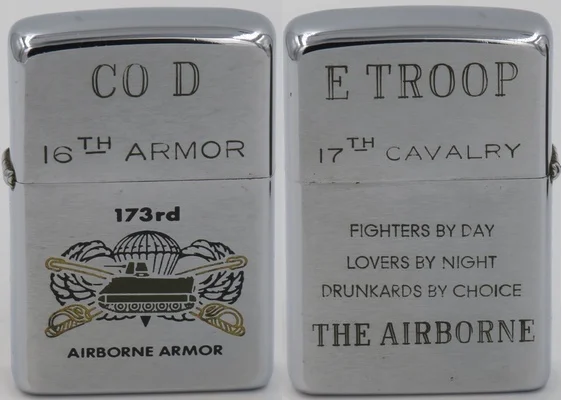 CO D
16TH ARMOR
173rd
AIRBORNE ARMOR
E TROOP
17TH CAVALRY
FIGHTERS BY DAY
LOVERS BY NIGHT
DRUNKARDS BY CHOICE
THE AIRBORNE